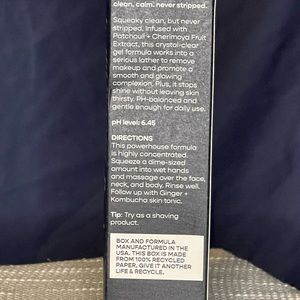 clean. calm. never stripped.
Squeaky clean, but never
stripped. Infused with
Patchouli + Cherimoya Fruit
Extract, this crystal-clear
gel formula works into a
serious lather to remove
makeup and promote a
smooth and glowing
complexion. Plus, it stops
shine without leaving skin
thirsty. PH-balanced and
gentle enough for daily use.
pH level: 6.45
DIRECTIONS
This powerhouse formula
is highly concentrated.
Squeeze a dime-sized
amount into wet hands
and massage over the face,
neck, and body. Rinse well.
Follow up with Ginger +
Kombucha skin tonic.
Tip: Try as a shaving
product.
BOX AND FORMULA
MANUFACTURED IN THE
USA. THIS BOX IS MADE
FROM 100% RECYCLED
PAPER, GIVE IT ANOTHER
LIFE & RECYCLE.